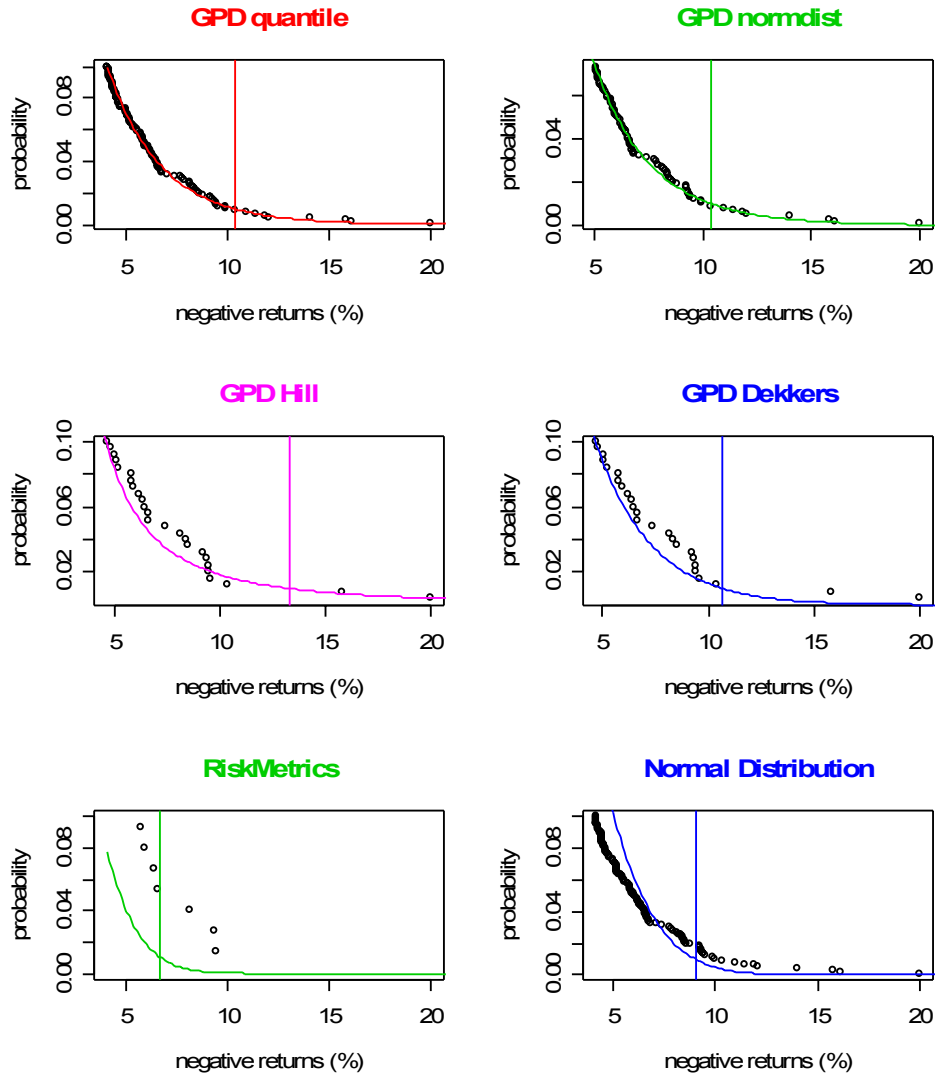 GPD quantile
probability
0.00 0.04 0.08
5 10 15 20
negative returns (%)
GPD normdist
probability
0.00 0.04
5 10 15 20
negative returns (%)
GPD Hill
probability
0.02 0.06 0.10
5 10 15 20
negative returns (%)
GPD Dekkers
probability
0.02 0.06 0.10
5 10 15 20
negative returns (%)
RiskMetrics
probability
0.00 0.04 0.08
5 10 15 20
negative returns (%)
Normal Distribution
probability
0.00 0.04 0.08
5 10 15 20
negative returns (%)